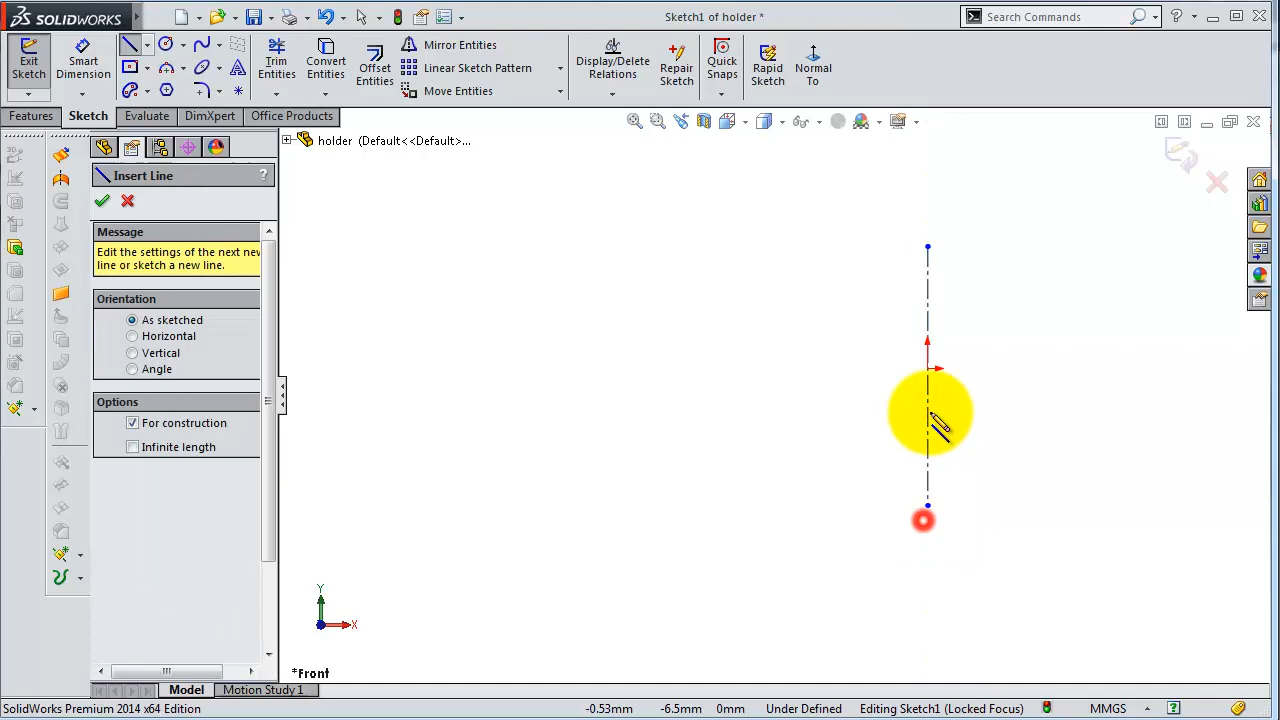 SOLIDWORKS
Sketch1 of holder *
Search Commands
Exit Sketch
Smart Dimension
Trim Entities
Convert Entities
Offset Entities
Mirror Entities
Linear Sketch Pattern
Move Entities
Display/Delete Relations
Repair Sketch
Quick Snaps
Rapid Sketch
Normal To
Features
Sketch
Evaluate
DimXpert
Office Products
holder (Default<<Default>...
Insert Line
?
Message
Edit the settings of the next new
line or sketch a new line.
Orientation
As sketched
Horizontal
Vertical
Angle
Options
For construction
Infinite length
Y
X
*Front
Model
Motion Study 1
SolidWorks Premium 2014 x64 Edition
-0.53mm
-6.5mm
0mm
Under Defined
Editing Sketch1 (Locked Focus)
MMGS
?